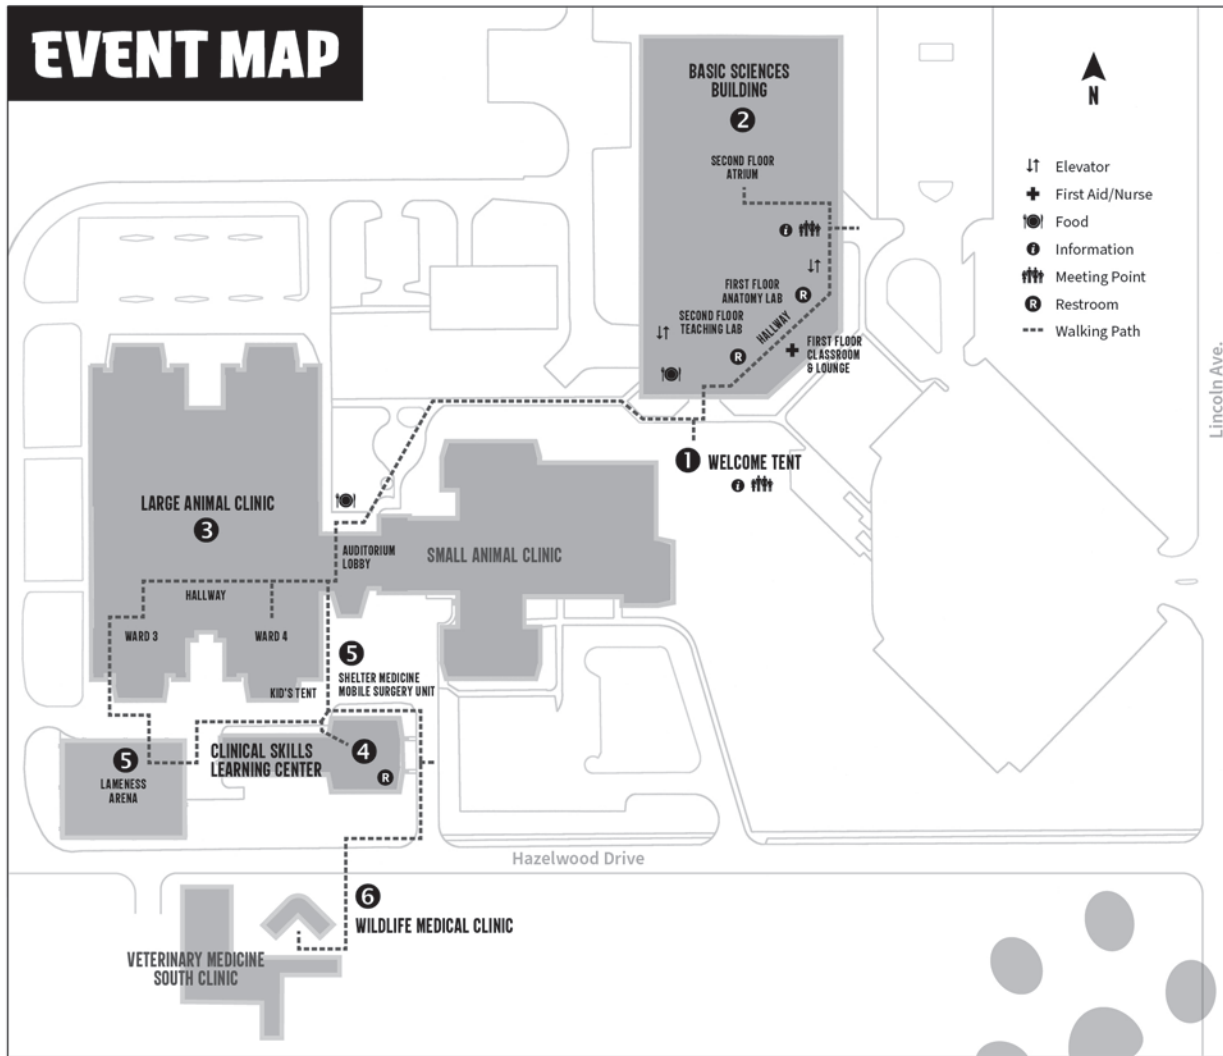 EVENT MAP
BASIC SCIENCES
BUILDING
2
SECOND FLOOR
ATRIUM
i
FIRST FLOOR
ANATOMY LAB
R
SECOND FLOOR
TEACHING LAB
HALLWAY
R
FIRST FLOOR
CLASSROOM
& LOUNGE
N
Elevator
First Aid/Nurse
Food
i Information
Meeting Point
R Restroom
Walking Path
Lincoln Ave.
1 WELCOME TENT
i
LARGE ANIMAL CLINIC
3
AUDITORIUM
LOBBY
SMALL ANIMAL CLINIC
HALLWAY
WARD 3
WARD 4
KID'S TENT
5
SHELTER MEDICINE
MOBILE SURGERY UNIT
5
LAMENESS
ARENA
CLINICAL SKILLS
LEARNING CENTER
4
R
Hazelwood Drive
6
WILDLIFE MEDICAL CLINIC
VETERINARY MEDICINE
SOUTH CLINIC